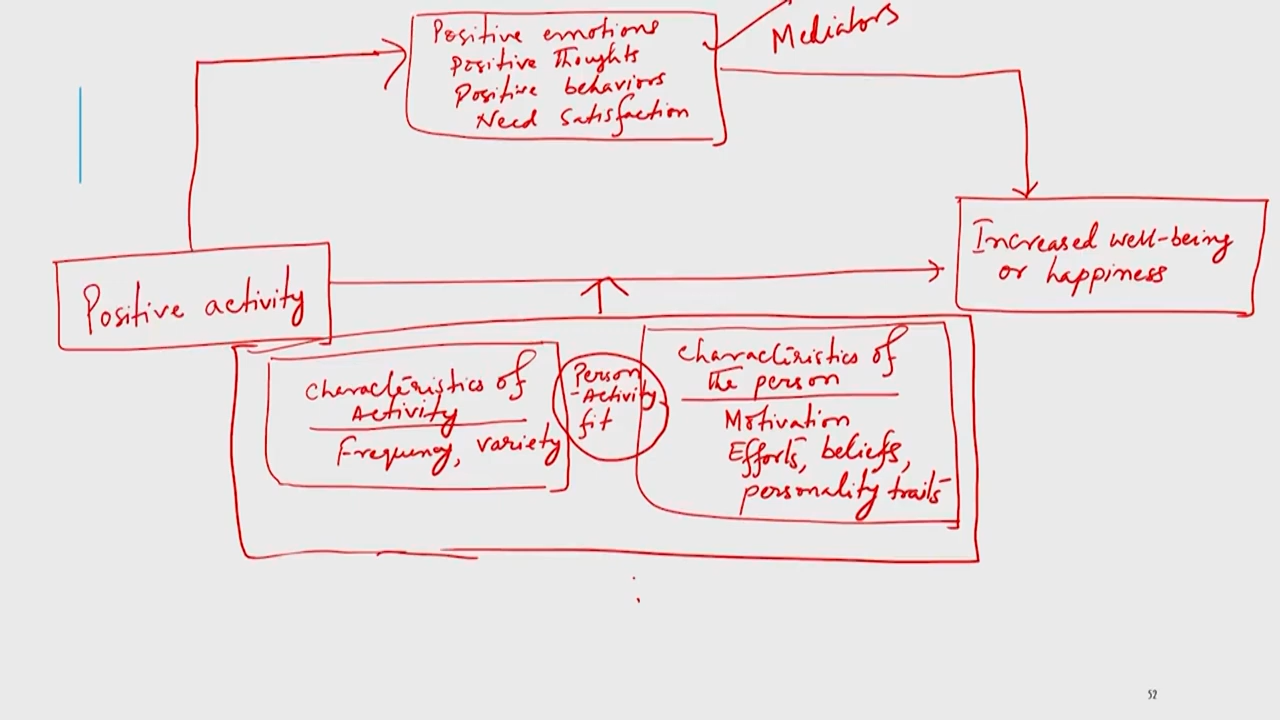 Positive emotions
Positive Thoughts
Positive behaviors
Need satisfaction
Mediators
Increased well-being
or happiness
Positive activity
Characteristics of
Activity
Frequency, variety
Person
-Activity
fit
Characteristics of
the person
Motivation
Efforts, beliefs,
personality traits
52